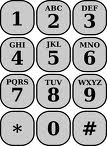 1 ABC 2 DEF 3
GHI 4 JKL 5 MNO 6
PQRS 7 TUV 8 WXYZ 9
* 0 #